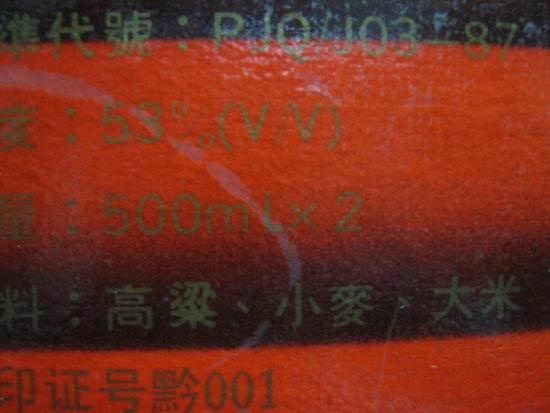 準代號：PJQ/J03-87
度：53%(V/V)
量：500ml×2
料：高粱、小麥、大米
印证号黔001